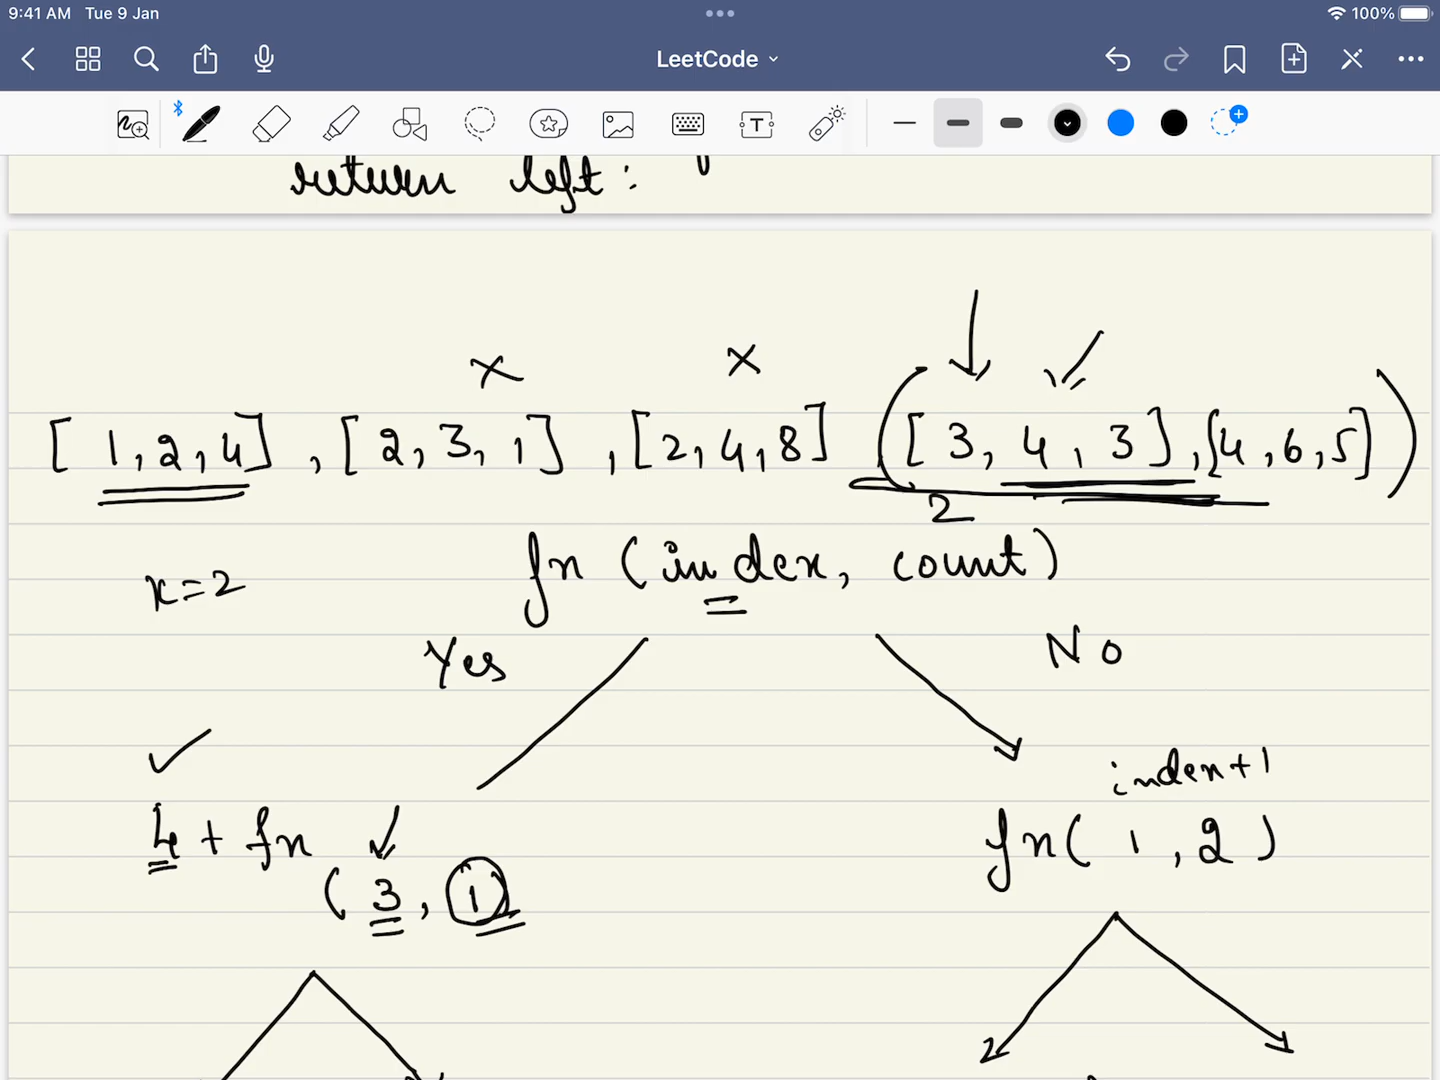 9:41 AM Tue 9 Jan
100%
LeetCode
T
return left :
[ 1, 2, 4 ] , [ 2, 3, 1 ] , [ 2, 4, 8 ] ( [ 3, 4, 3 ] , [ 4, 6, 5 ] )
2
fn ( index, count )
k = 2
Yes
No
index + 1
4 + fn
fn ( 1 , 2 )
( 3 , 1 )